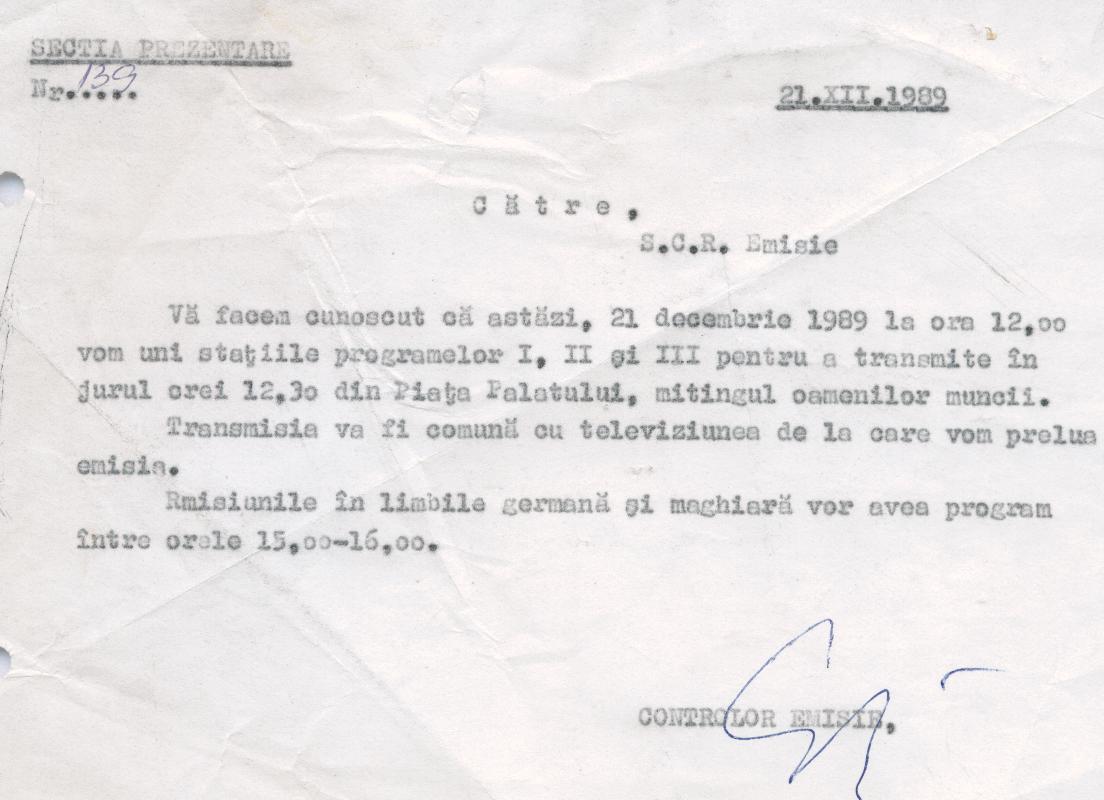 SECTIA PREZENTARE
Nr.139
21.XII.1989
C ă t r e ,
S.C.R. Emisie
Vă facem cunoscut că astăzi, 21 decembrie 1989 la ora 12,oo
vom uni stațiile programelor I, II și III pentru a transmite în
jurul orei 12,3o din Piața Palatului, mitingul oamenilor muncii.
Transmisia va fi comună cu televiziunea de la care vom prelua
emisia.
Rmisiunile în limbile germană și maghiară vor avea program
între orele 15,oo-16,oo.
CONTROLOR EMISIE,